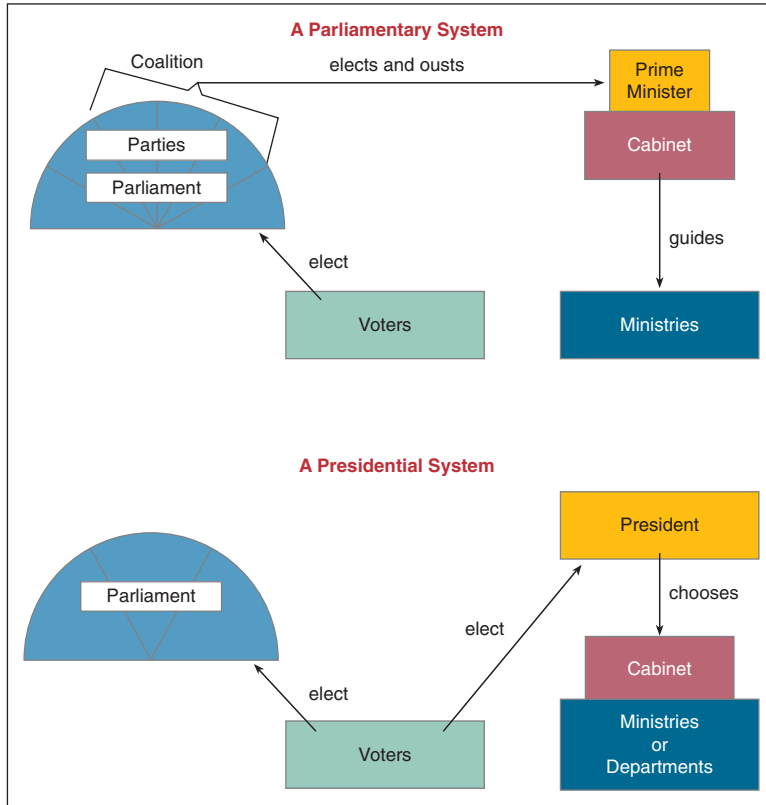 A Parliamentary System
Coalition
elects and ousts
Prime
Minister
Parties
Cabinet
Parliament
guides
elect
Voters
Ministries
A Presidential System
President
Parliament
chooses
elect
Cabinet
elect
Ministries
or
Departments
Voters